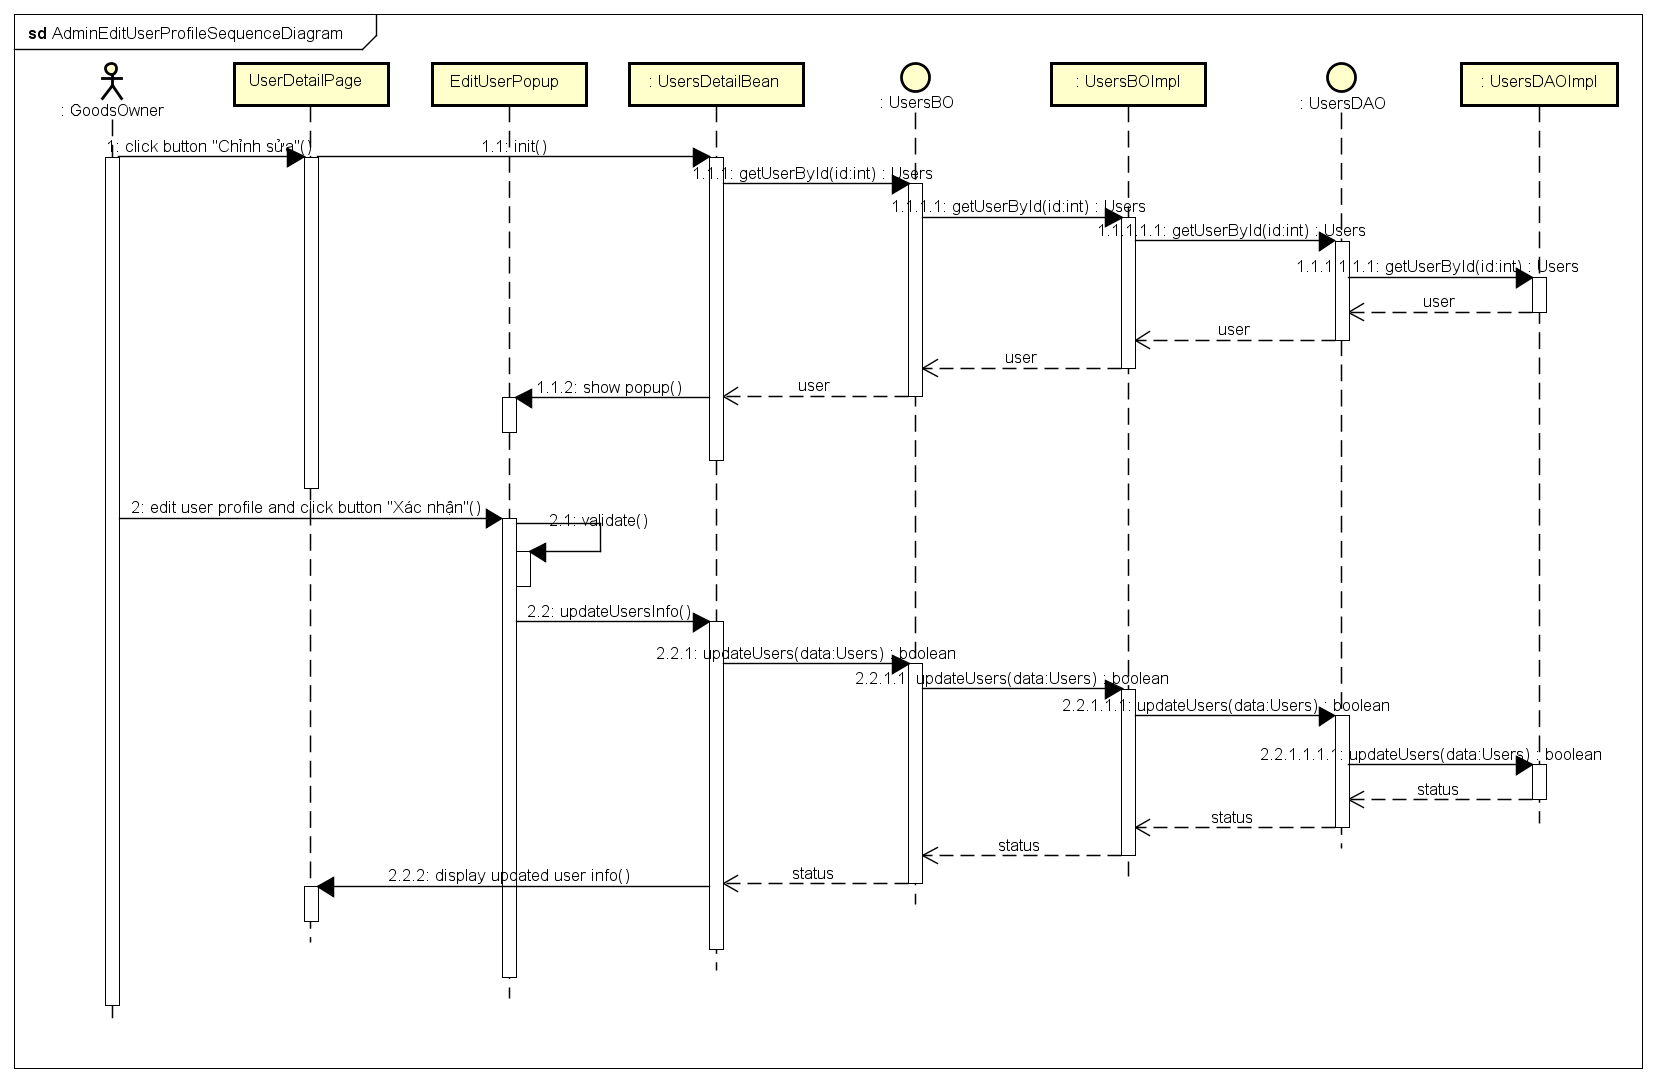 sd AdminEditUserProfileSequenceDiagram
: GoodsOwner
UserDetailPage
EditUserPopup
: UsersDetailBean
: UsersBO
: UsersBOImpl
: UsersDAO
: UsersDAOImpl
1: click button "Chỉnh sửa"()
1.1: init()
1.1.1: getUserById(id:int) : Users
1.1.1.1: getUserById(id:int) : Users
1.1.1.1.1: getUserById(id:int) : Users
1.1.1.1.1.1: getUserById(id:int) : Users
user
user
user
user
1.1.2: show popup()
2: edit user profile and click button "Xác nhận"()
2.1: validate()
2.2: updateUsersInfo()
2.2.1: updateUsers(data:Users) : boolean
2.2.1.1: updateUsers(data:Users) : boolean
2.2.1.1.1: updateUsers(data:Users) : boolean
2.2.1.1.1.1: updateUsers(data:Users) : boolean
status
status
status
status
2.2.2: display updated user info()